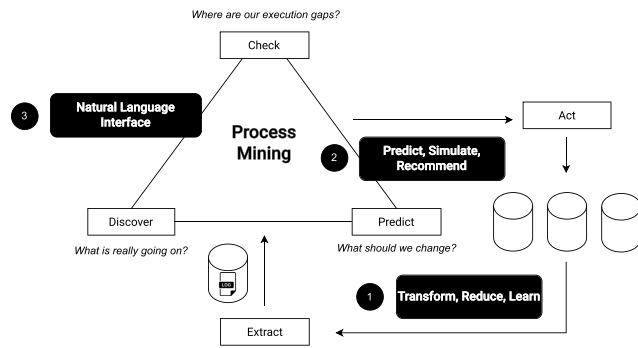 Where are our execution gaps?
Check
3
Natural Language
Interface
Process
Mining
Act
2
Predict, Simulate,
Recommend
Discover
Predict
What is really going on?
What should we change?
LOG
1
Transform, Reduce, Learn
Extract